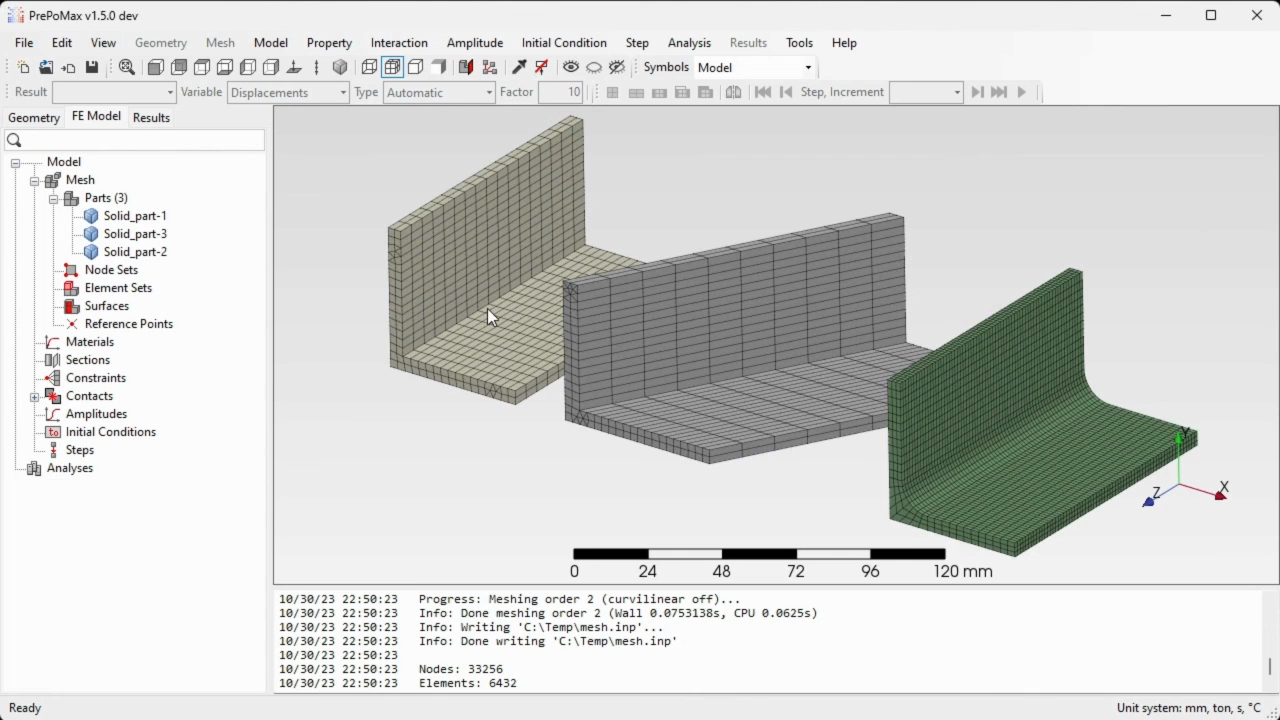 PrePoMax v1.5.0 dev
File Edit View Geometry Mesh Model Property Interaction Amplitude Initial Condition Step Analysis Results Tools Help
Symbols Model
Result Variable Displacements Type Automatic Factor 10 Step, Increment
Geometry FE Model Results
Model
Mesh
Parts (3)
Solid_part-1
Solid_part-3
Solid_part-2
Node Sets
Element Sets
Surfaces
Reference Points
Materials
Sections
Constraints
Contacts
Amplitudes
Initial Conditions
Steps
Analyses
Y
Z X
0 24 48 72 96 120 mm
10/30/23 22:50:23 Progress: Meshing order 2 (curvilinear off)...
10/30/23 22:50:23 Info: Done meshing order 2 (Wall 0.0753138s, CPU 0.0625s)
10/30/23 22:50:23 Info: Writing 'C:\Temp\mesh.inp'...
10/30/23 22:50:23 Info: Done writing 'C:\Temp\mesh.inp'
10/30/23 22:50:23
10/30/23 22:50:23 Nodes: 33256
10/30/23 22:50:23 Elements: 6432
Ready Unit system: mm, ton, s, °C